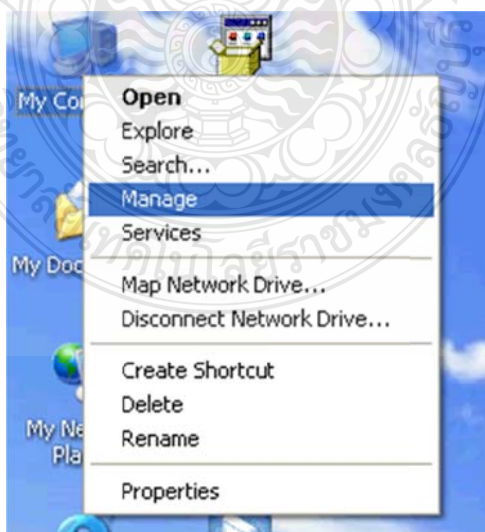 My Co
Open
Explore
Search...
Manage
Services
My Doc
Map Network Drive...
Disconnect Network Drive...
Create Shortcut
Delete
My Ne
Pla
Rename
Properties